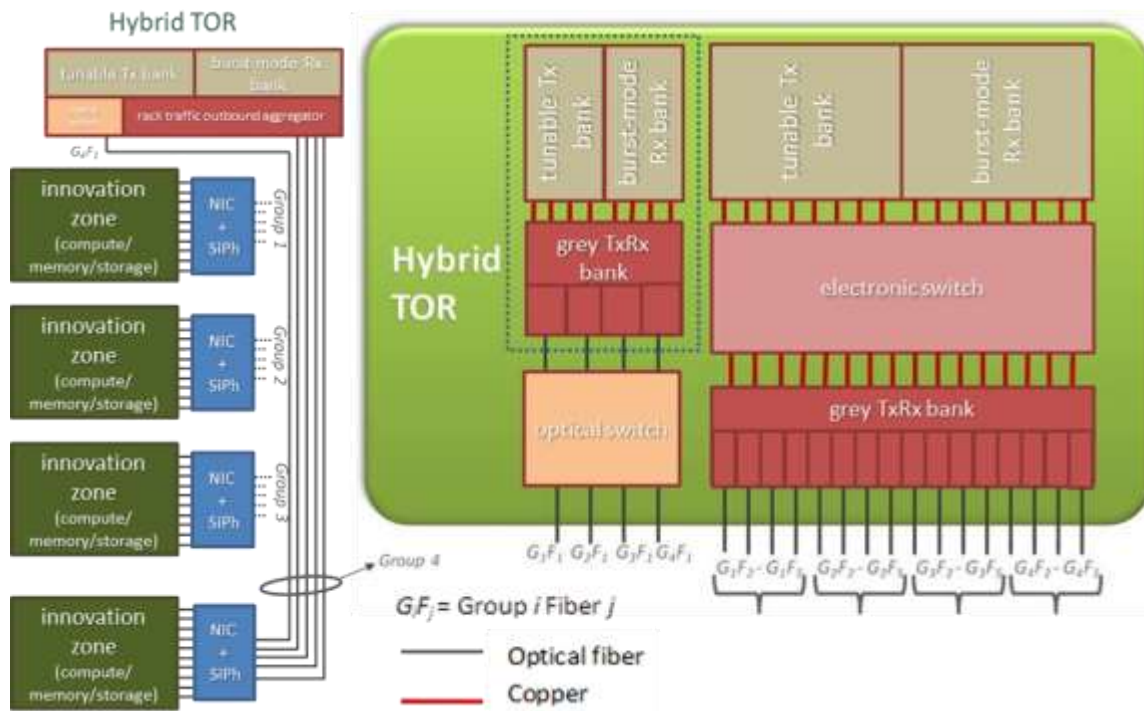 Hybrid TOR
tunable Tx bank
burst-mode Rx
bank
rack traffic outbound aggregator
G4F1
innovation
zone
(compute/
memory/storage)
NIC
+
SiPh
Group 1
innovation
zone
(compute/
memory/storage)
NIC
+
SiPh
Group 2
innovation
zone
(compute/
memory/storage)
NIC
+
SiPh
Group 3
innovation
zone
(compute/
memory/storage)
NIC
+
SiPh
Group 4
Hybrid
TOR
tunable Tx
bank
burst-mode
Rx bank
grey TxRx
bank
optical switch
G1F1
G2F1
G3F1
G4F1
tunable Tx
bank
burst-mode
Rx bank
electronic switch
grey TxRx bank
G1F2 - G1F5
G2F2 - G2F5
G3F2 - G3F5
G4F2 - G4F5
GiFj = Group i Fiber j
Optical fiber
Copper